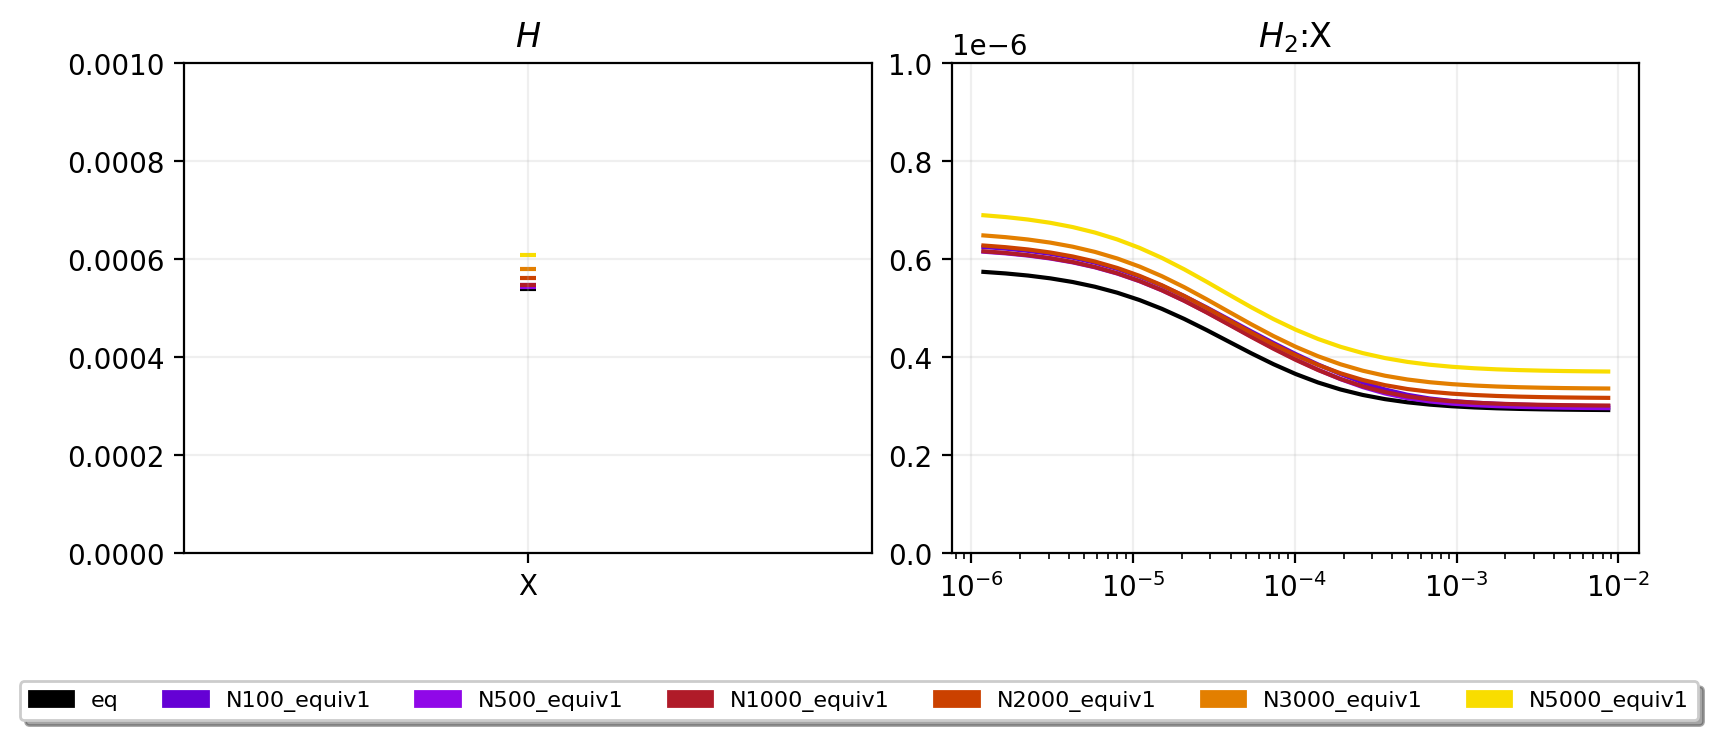 H
0.0010
0.0008
0.0006
0.0004
0.0002
0.0000
X
H₂:X
1e−6
1.0
0.8
0.6
0.4
0.2
0.0
10⁻⁶ 10⁻⁵ 10⁻⁴ 10⁻³ 10⁻²
eq N100_equiv1 N500_equiv1 N1000_equiv1 N2000_equiv1 N3000_equiv1 N5000_equiv1